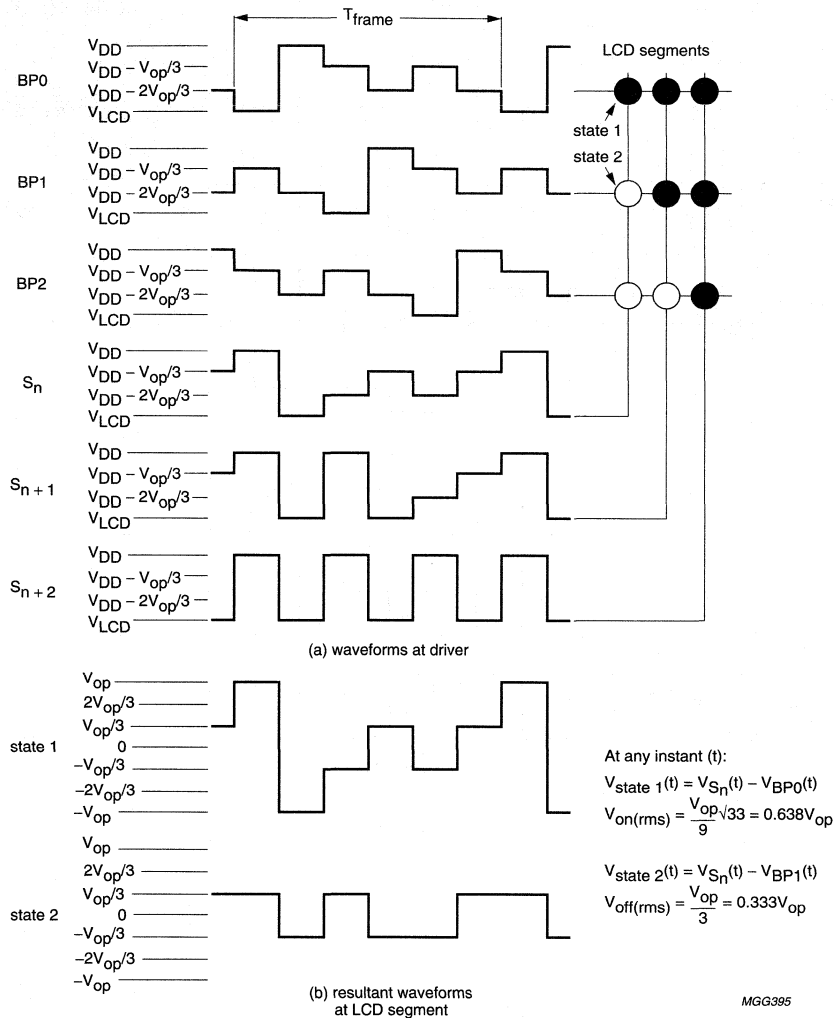 Tframe
BP0
VDD
VDD – Vop/3
VDD – 2Vop/3
VLCD
LCD segments
state 1
state 2
BP1
VDD
VDD – Vop/3
VDD – 2Vop/3
VLCD
BP2
VDD
VDD – Vop/3
VDD – 2Vop/3
VLCD
Sn
VDD
VDD – Vop/3
VDD – 2Vop/3
VLCD
Sn + 1
VDD
VDD – Vop/3
VDD – 2Vop/3
VLCD
Sn + 2
VDD
VDD – Vop/3
VDD – 2Vop/3
VLCD
(a) waveforms at driver
state 1
Vop
2Vop/3
Vop/3
0
–Vop/3
–2Vop/3
–Vop
At any instant (t):
Vstate 1(t) = VSn(t) – VBP0(t)
Von(rms) = Vop/9 √33 = 0.638Vop
state 2
Vop
2Vop/3
Vop/3
0
–Vop/3
–2Vop/3
–Vop
Vstate 2(t) = VSn(t) – VBP1(t)
Voff(rms) = Vop/3 = 0.333Vop
(b) resultant waveforms
at LCD segment
MGG395